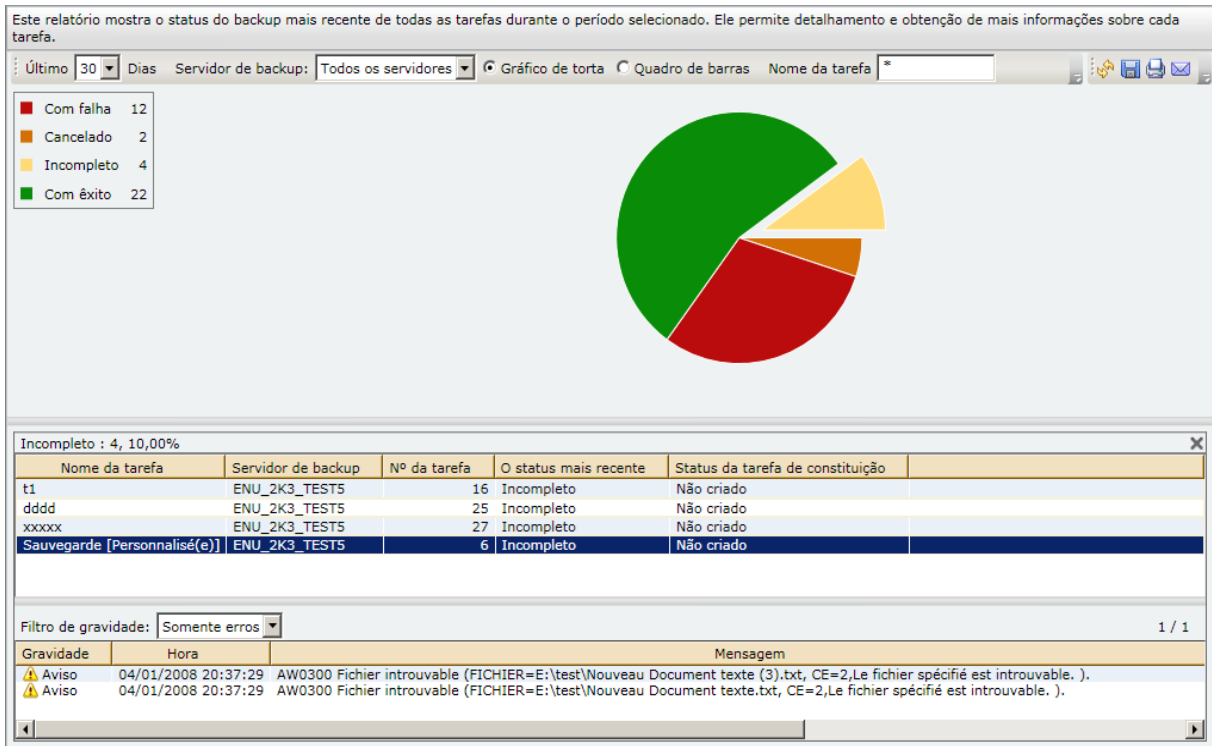 Este relatório mostra o status do backup mais recente de todas as tarefas durante o período selecionado. Ele permite detalhamento e obtenção de mais informações sobre cada
tarefa.
Último 30 Dias Servidor de backup: Todos os servidores Gráfico de torta Quadro de barras Nome da tarefa *
Com falha 12
Cancelado 2
Incompleto 4
Com êxito 22
Incompleto : 4, 10,00%
Nome da tarefa Servidor de backup Nº da tarefa O status mais recente Status da tarefa de constituição
t1 ENU_2K3_TEST5 16 Incompleto Não criado
dddd ENU_2K3_TEST5 25 Incompleto Não criado
xxxxx ENU_2K3_TEST5 27 Incompleto Não criado
Sauvegarde [Personnalisé(e)] ENU_2K3_TEST5 6 Incompleto Não criado
Filtro de gravidade: Somente erros 1 / 1
Gravidade Hora Mensagem
Aviso 04/01/2008 20:37:29 AW0300 Fichier introuvable (FICHIER=E:\test\Nouveau Document texte (3).txt, CE=2,Le fichier spécifié est introuvable. ).
Aviso 04/01/2008 20:37:29 AW0300 Fichier introuvable (FICHIER=E:\test\Nouveau Document texte.txt, CE=2,Le fichier spécifié est introuvable. ).